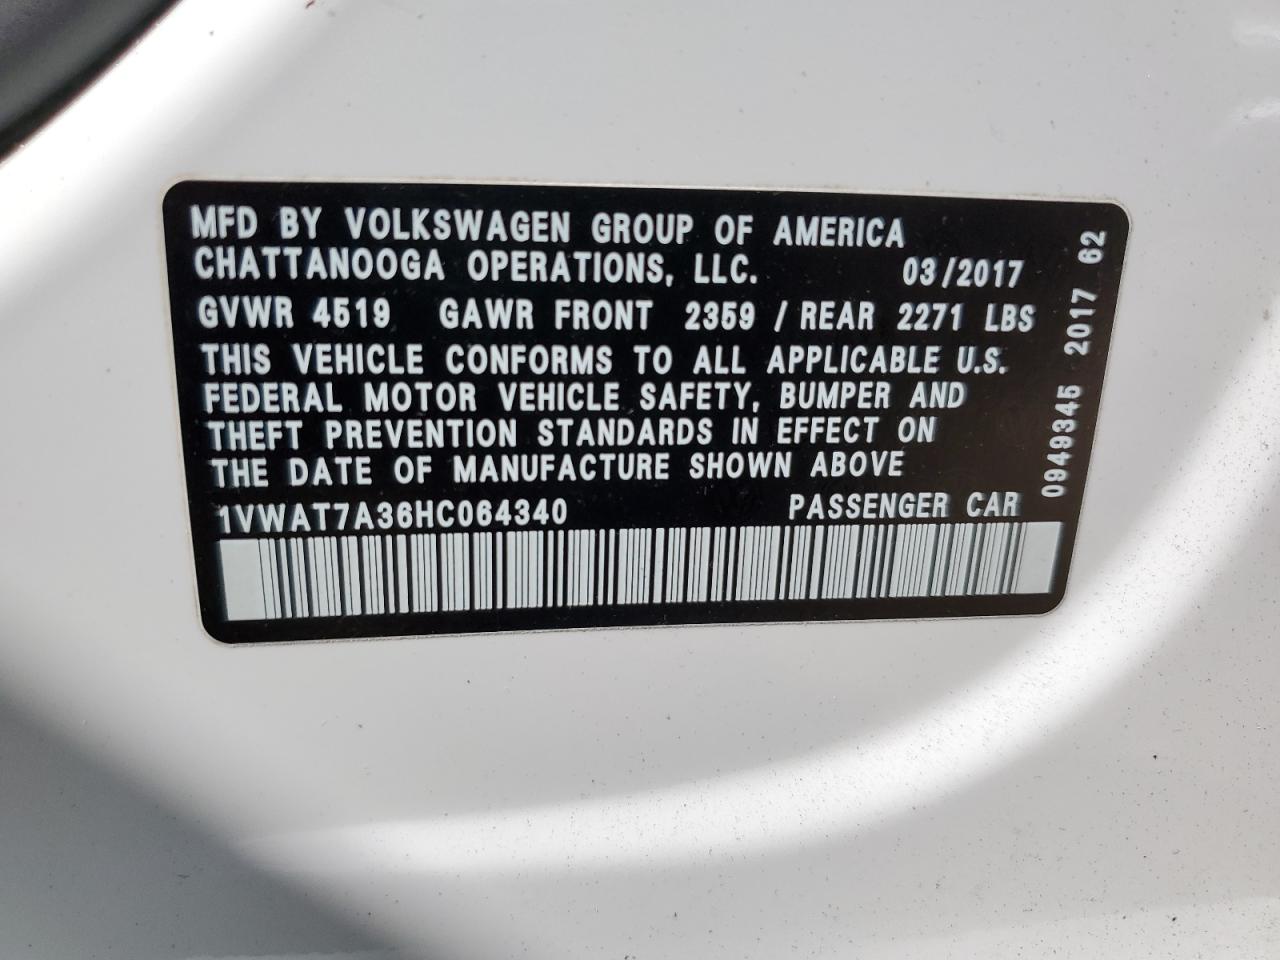 MFD BY VOLKSWAGEN GROUP OF AMERICA
CHATTANOOGA OPERATIONS, LLC. 03/2017
GVWR 4519 GAWR FRONT 2359 / REAR 2271 LBS
THIS VEHICLE CONFORMS TO ALL APPLICABLE U.S.
FEDERAL MOTOR VEHICLE SAFETY, BUMPER AND
THEFT PREVENTION STANDARDS IN EFFECT ON
THE DATE OF MANUFACTURE SHOWN ABOVE
1VWAT7A36HC064340 PASSENGER CAR
0949345 2017 62